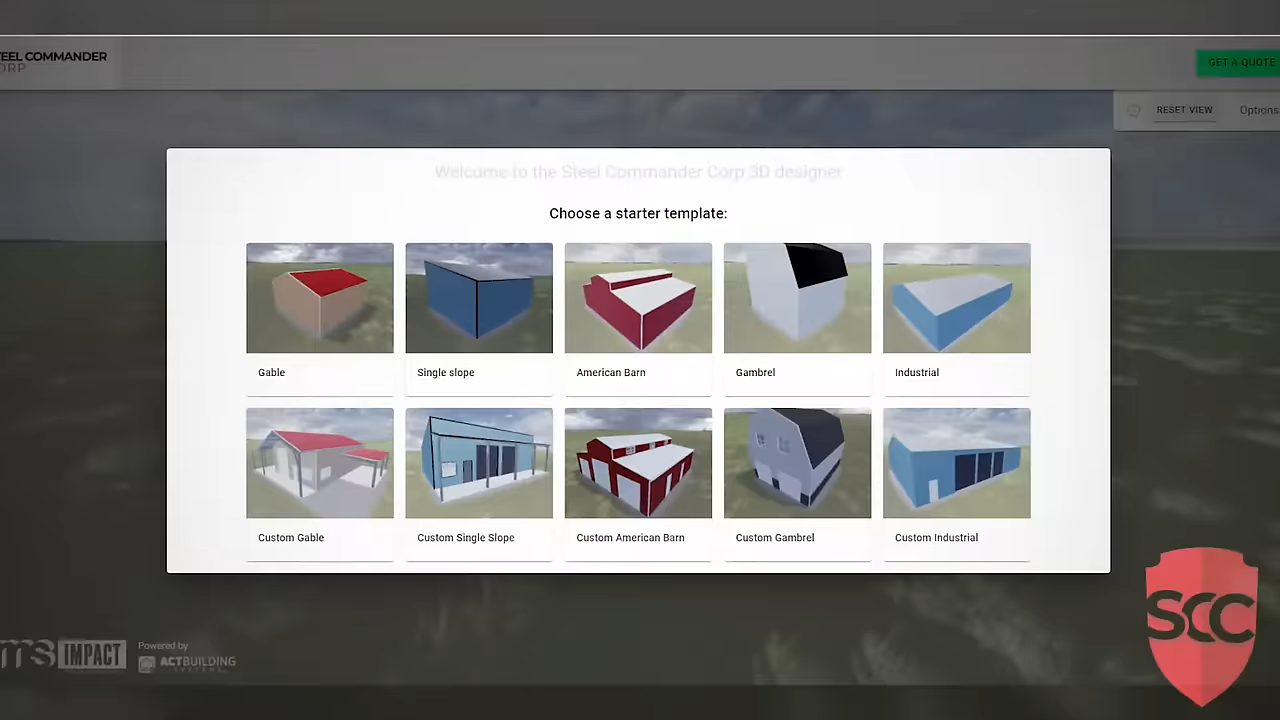 EEL COMMANDER
ORP
GET A QUOTE
RESET VIEW
Options
Welcome to the Steel Commander Corp 3D designer
Choose a starter template:
Gable
Single slope
American Barn
Gambrel
Industrial
Custom Gable
Custom Single Slope
Custom American Barn
Custom Gambrel
Custom Industrial
SCC
IMPACT
Powered by
ACTBUILDING
SYSTEMS